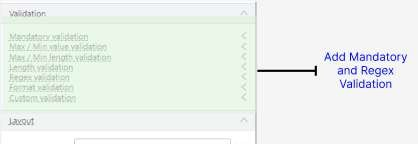 Validation
Mandatory validation
Max / Min value validation
Max / Min length validation
Length validation
Regex validation
Format validation
Custom validation
Layout
Add Mandatory
and Regex
Validation